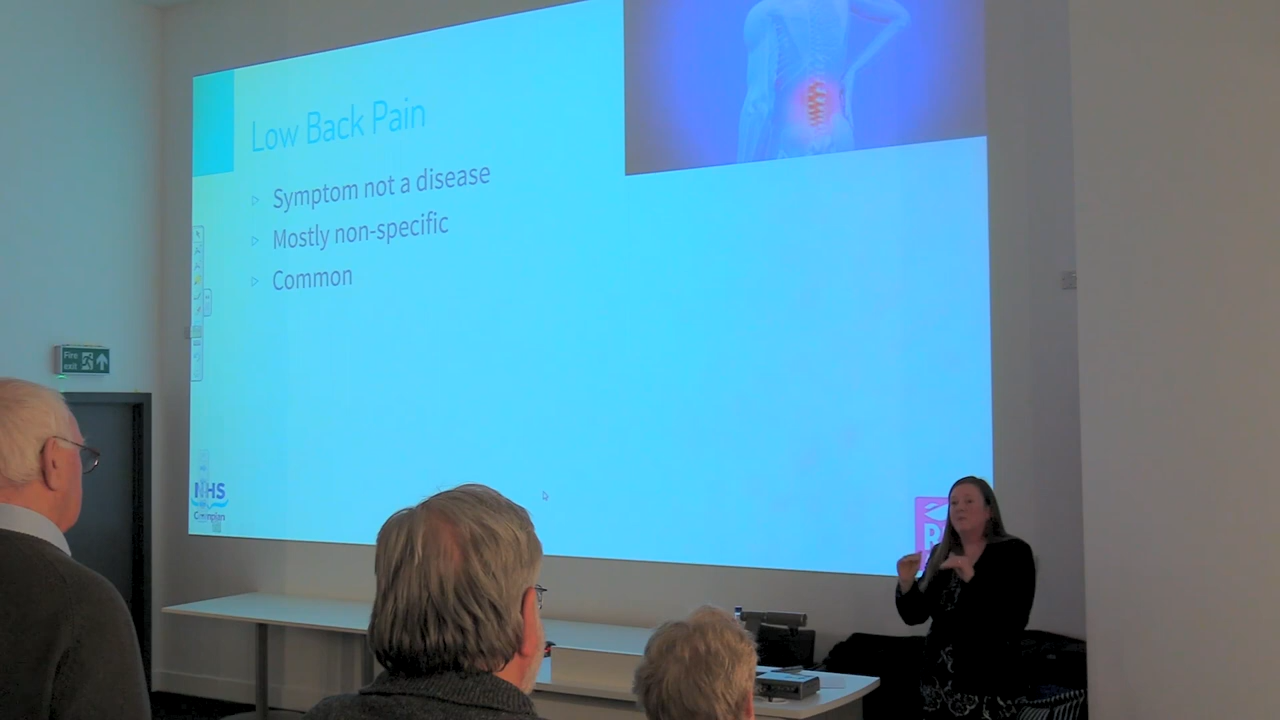 Low Back Pain
Symptom not a disease
Mostly non-specific
Common
Fire
exit
NHS
Grampian
R